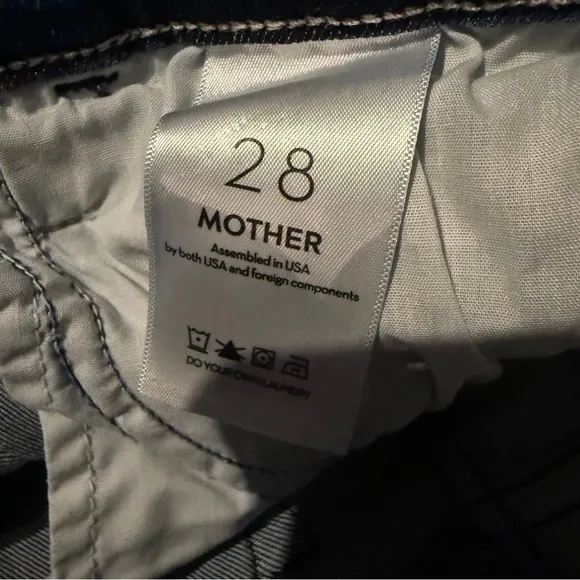 28
MOTHER
Assembled in USA
by both USA and foreign components
DO YOUR OWN LAUNDRY